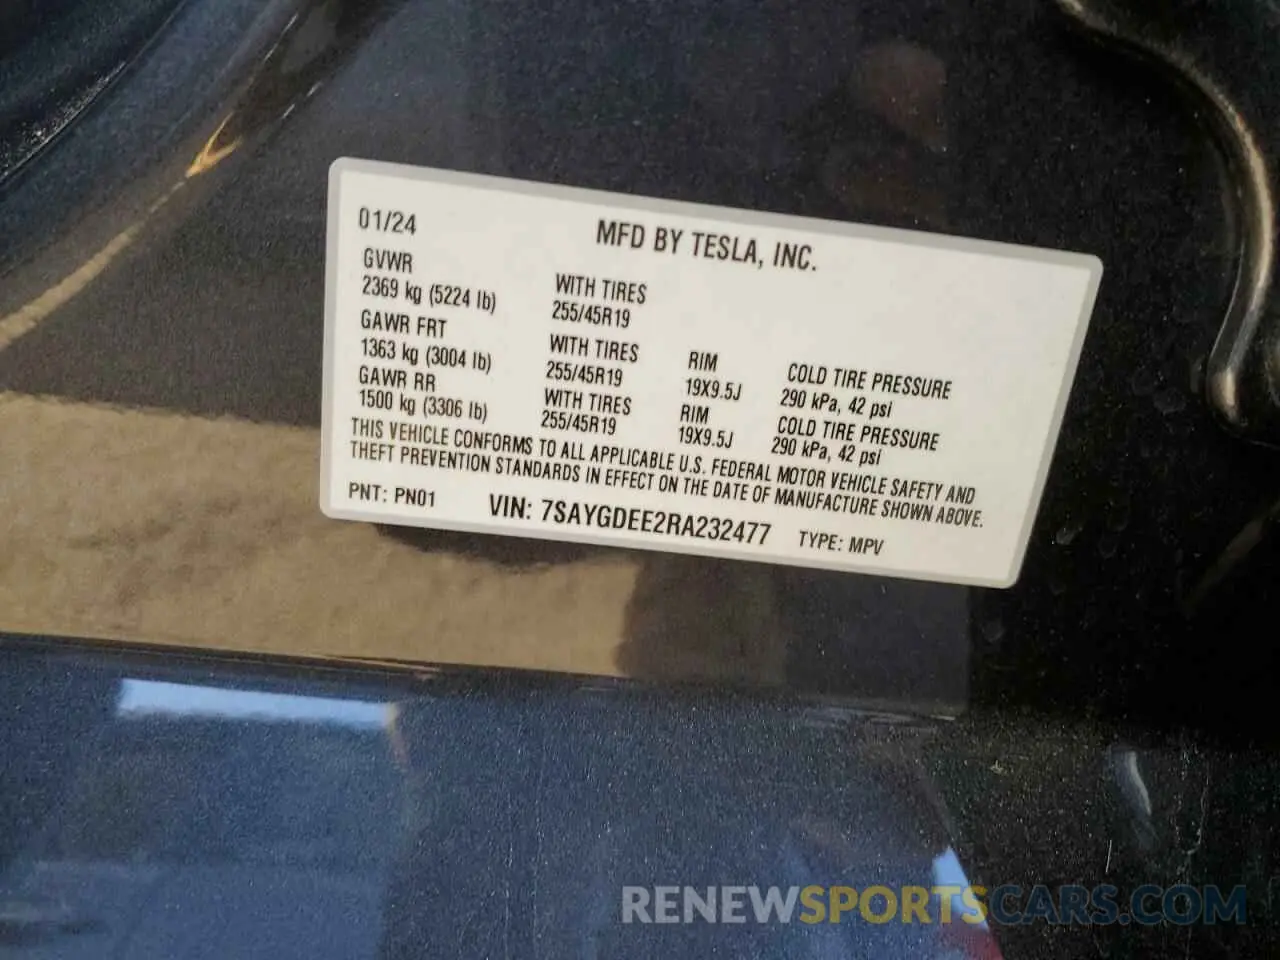 01/24 MFD BY TESLA, INC.
GVWR
2369 kg (5224 lb) WITH TIRES
255/45R19
GAWR FRT
1363 kg (3004 lb) WITH TIRES
255/45R19 RIM
19X9.5J COLD TIRE PRESSURE
290 kPa, 42 psi
GAWR RR
1500 kg (3306 lb) WITH TIRES
255/45R19 RIM
19X9.5J COLD TIRE PRESSURE
290 kPa, 42 psi
THIS VEHICLE CONFORMS TO ALL APPLICABLE U.S. FEDERAL MOTOR VEHICLE SAFETY AND
THEFT PREVENTION STANDARDS IN EFFECT ON THE DATE OF MANUFACTURE SHOWN ABOVE.
PNT: PN01 VIN: 7SAYGDEE2RA232477 TYPE: MPV
RENEWSPORTSCARS.COM